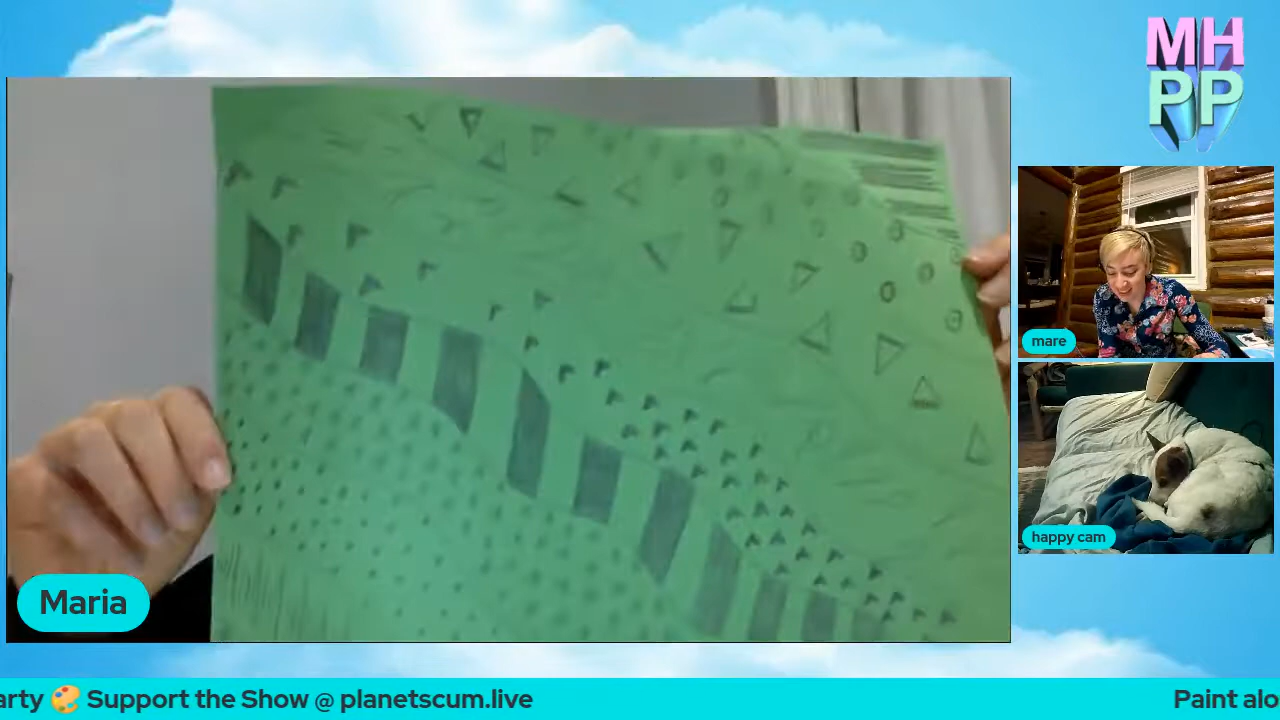 MH
PP
mare
happy cam
Maria
arty 🎨 Support the Show @ planetscum.live
Paint alo